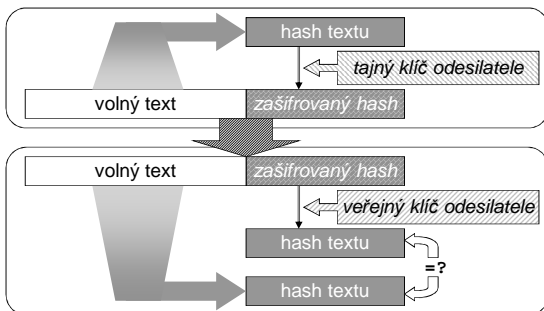 hash textu
tajný klíč odesilatele
volný text
zašifrovaný hash
volný text
zašifrovaný hash
veřejný klíč odesilatele
hash textu
=?
hash textu